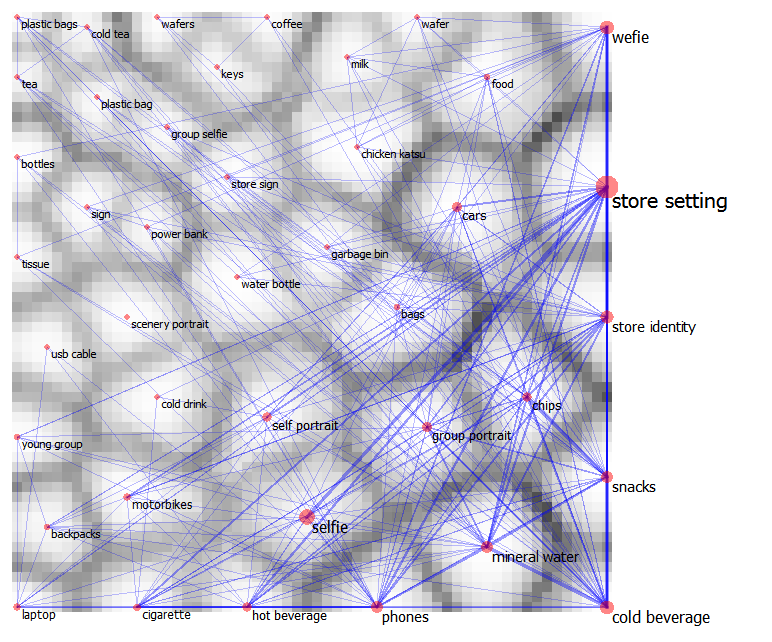 plastic bags
wafers
coffee
wafer
cold tea
wefie
milk
keys
tea
food
plastic bag
group selfie
chicken katsu
bottles
store sign
store setting
sign
cars
power bank
garbage bin
tissue
water bottle
bags
scenery portrait
store identity
usb cable
cold drink
chips
self portrait
group portrait
young group
snacks
motorbikes
selfie
backpacks
mineral water
laptop
cigarette
hot beverage
phones
cold beverage